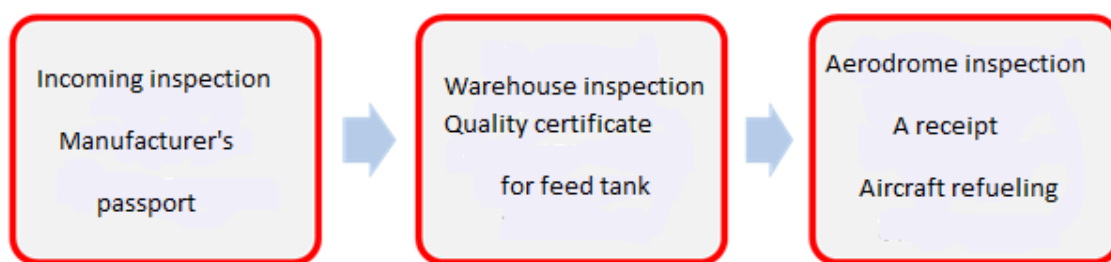 Incoming inspection
Manufacturer's
passport
Warehouse inspection
Quality certificate
for feed tank
Aerodrome inspection
A receipt
Aircraft refueling